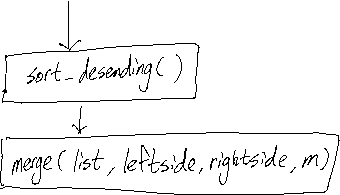 sort_desending()
merge(list, leftside, rightside, m)